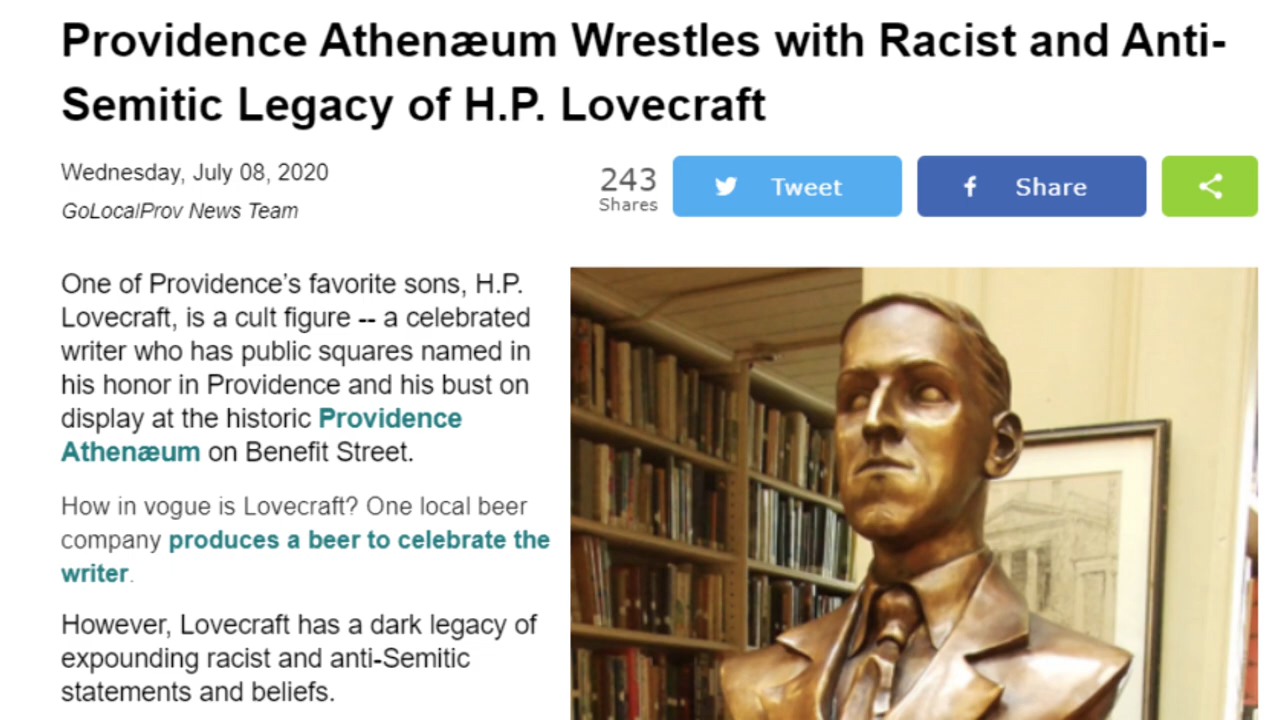 Providence Athenæum Wrestles with Racist and Anti-
Semitic Legacy of H.P. Lovecraft
Wednesday, July 08, 2020
GoLocalProv News Team
243
Shares
Tweet
Share
One of Providence’s favorite sons, H.P.
Lovecraft, is a cult figure -- a celebrated
writer who has public squares named in
his honor in Providence and his bust on
display at the historic Providence
Athenæum on Benefit Street.
How in vogue is Lovecraft? One local beer
company produces a beer to celebrate the
writer.
However, Lovecraft has a dark legacy of
expounding racist and anti-Semitic
statements and beliefs.